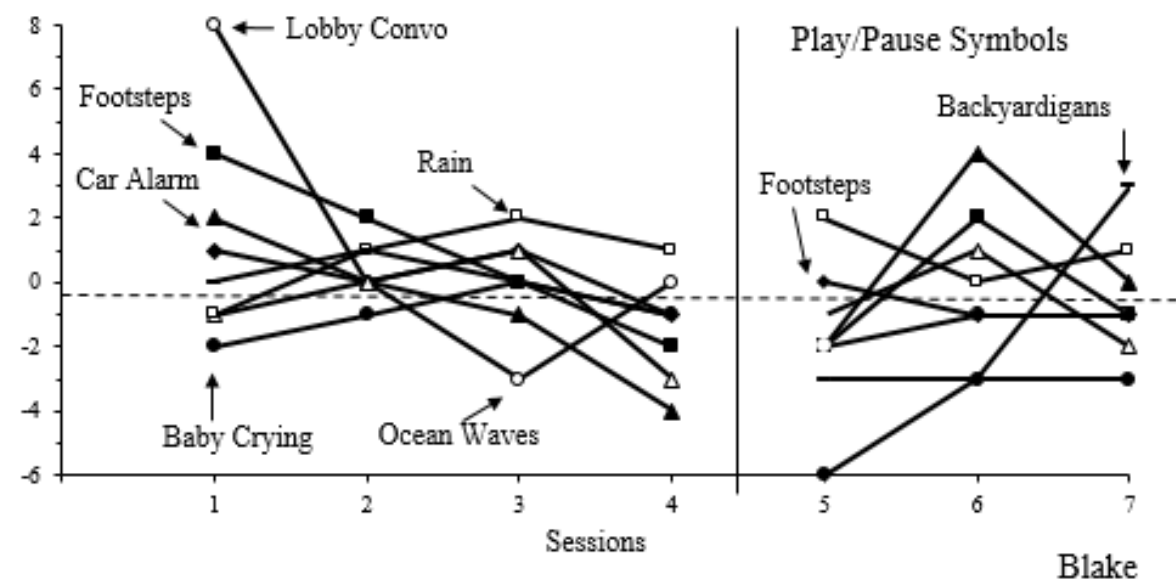 8
Lobby Convo
Play/Pause Symbols
6
Footsteps
Backyardigans
4
Car Alarm
Rain
Footsteps
2
0
-2
-4
Baby Crying
Ocean Waves
-6
1 2 3 4 5 6 7
Sessions
Blake